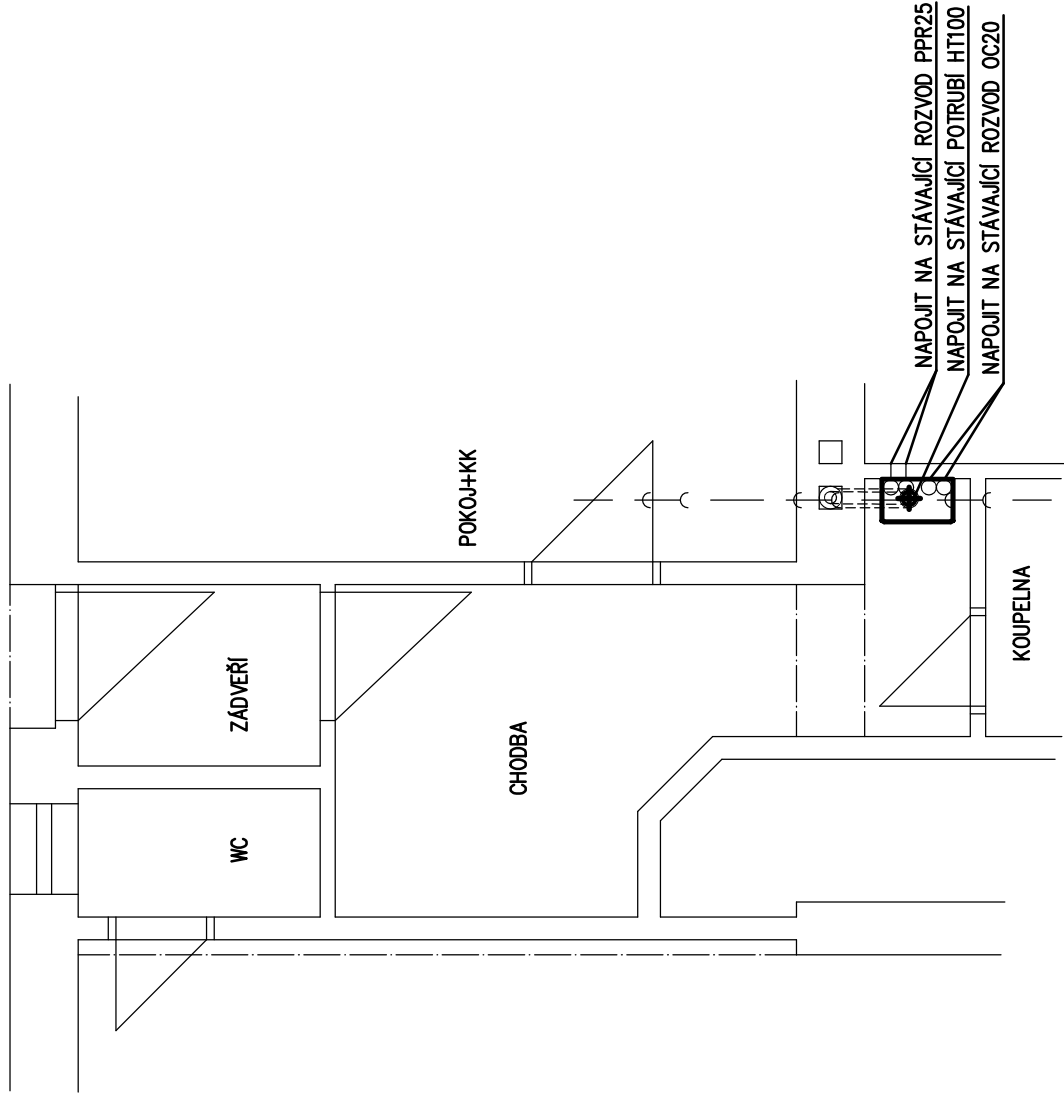 NAPOJIT NA STÁVAJÍCÍ ROZVOD PPR25
NAPOJIT NA STÁVAJÍCÍ POTRUBÍ HT100
NAPOJIT NA STÁVAJÍCÍ ROZVOD OC20
POKOJ+KK
ZÁDVEŘÍ
CHODBA
WC
KOUPELNA